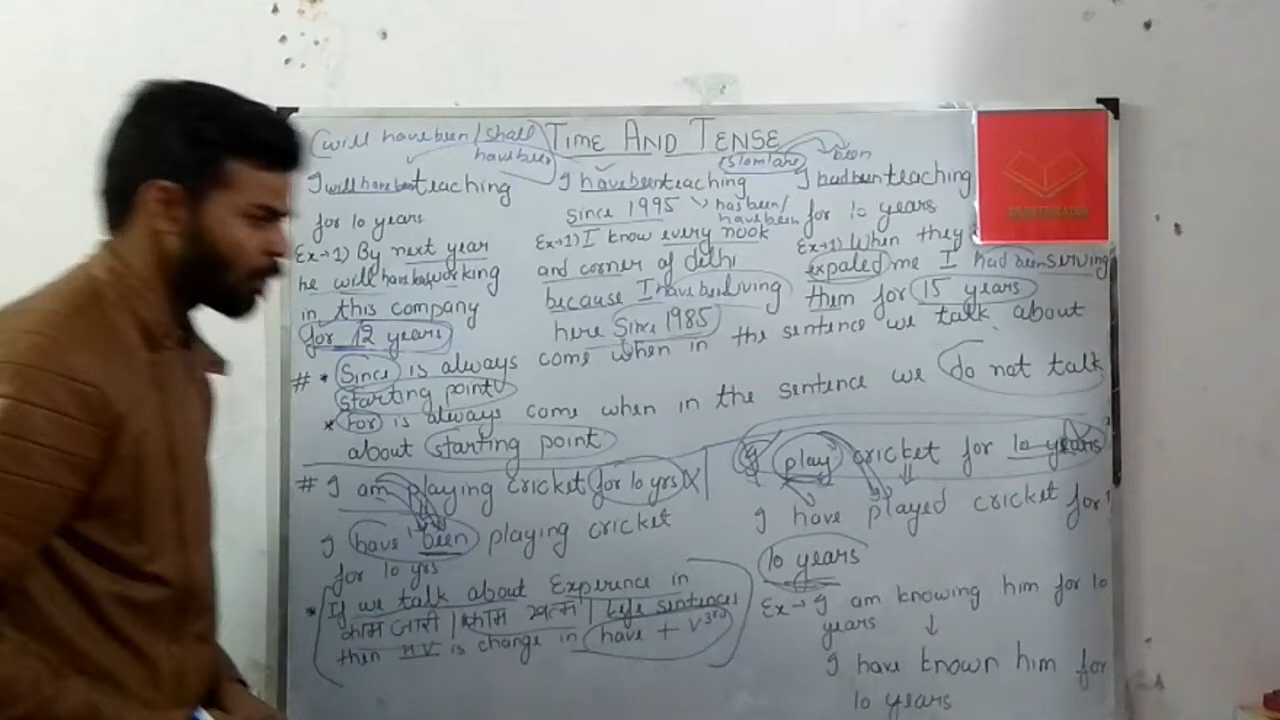 (will have been / shall have been) TIME AND TENSE
I will have been teaching for 10 years
Ex→1) By next year
he will have been working
in this company
for 12 years
I have been teaching
since 1995 → has been/
have been
Ex→1) I know every nook
and corner of delhi
because I have been living
here Since 1985
been
I had been teaching
for 10 years
Ex→1) When they
expaled me I had been serving
them for 15 years
# * Since is always come when in the sentence we talk about
starting point
* For is always come when in the sentence we do not talk
about starting point
# I am playing cricket for 10 yrs X
I have been playing cricket
for 10 yrs
* If we talk about Experince in
काम जारी / काम खत्म / Life sentences
then M.V is change in have + V3rd
I play cricket for 10 years
I have played cricket for
10 years
Ex→ I am knowing him for 10
years ↓
I have known him for
10 years